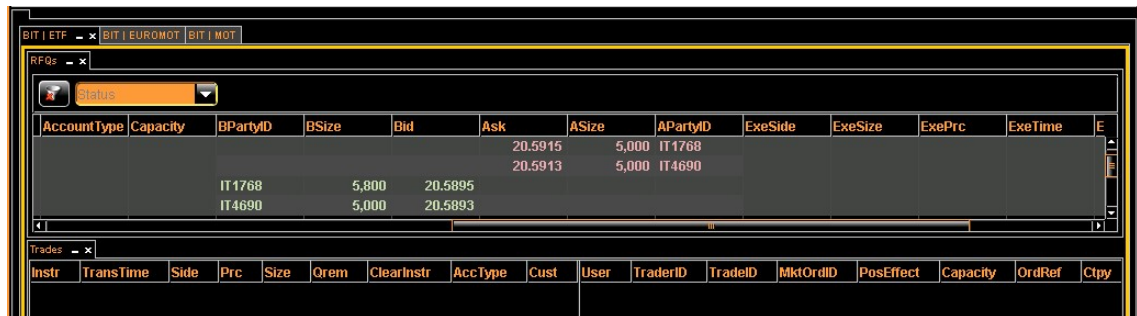 BIT | ETF BIT | EUROMOT BIT | MOT
RFQs
Status
AccountType Capacity BPartyID BSize Bid Ask ASize APartyID ExeSide ExeSize ExePrc ExeTime E
20.5915 5,000 IT1768
20.5913 5,000 IT4690
IT1768 5,800 20.5895
IT4690 5,000 20.5893
Trades
Instr TransTime Side Prc Size Qrem ClearInstr AccType Cust User TraderID TradeID MktOrdID PosEffect Capacity OrdRef Ctpy